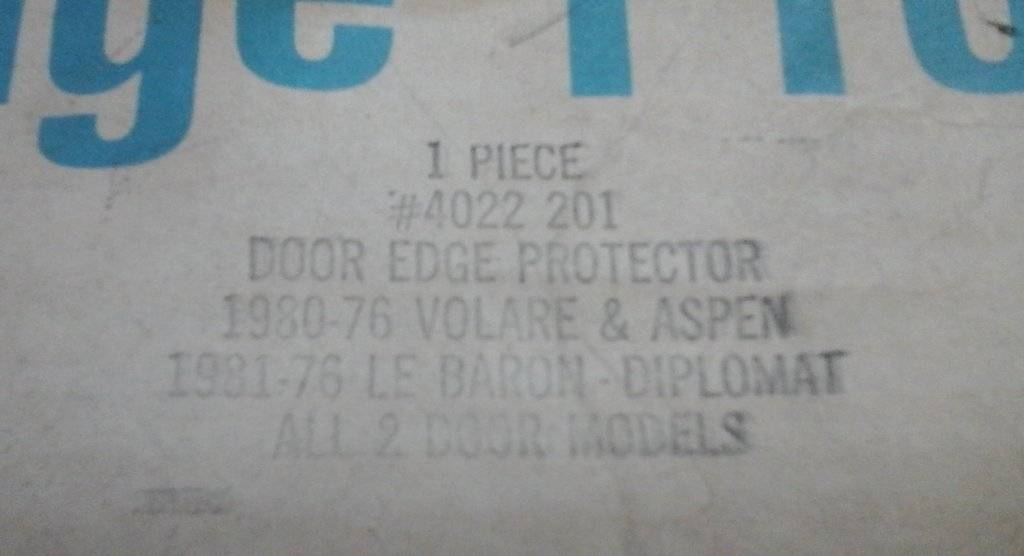 1 PIECE
#4022 201
DOOR EDGE PROTECTOR
1980-76 VOLARE & ASPEN
1981-76 LE BARON - DIPLOMAT
ALL 2 DOOR MODELS